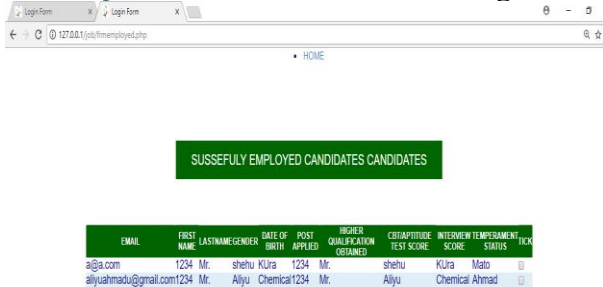 Login Form Login Form
127.0.0.1/job/frmemployed.php
HOME
SUSSEFULY EMPLOYED CANDIDATES CANDIDATES
EMAIL FIRST NAME LASTNAME GENDER DATE OF BIRTH POST APPLIED HIGHER QUALIFICATION OBTAINED CBT/APTITUDE TEST SCORE INTERVIEW SCORE TEMPERAMENT STATUS TICK
a@a.com 1234 Mr. shehu KUra 1234 Mr. shehu KUra Mato
aliyuahmadu@gmail.com 1234 Mr. Aliyu Chemical 1234 Mr. Aliyu Chemical Ahmad